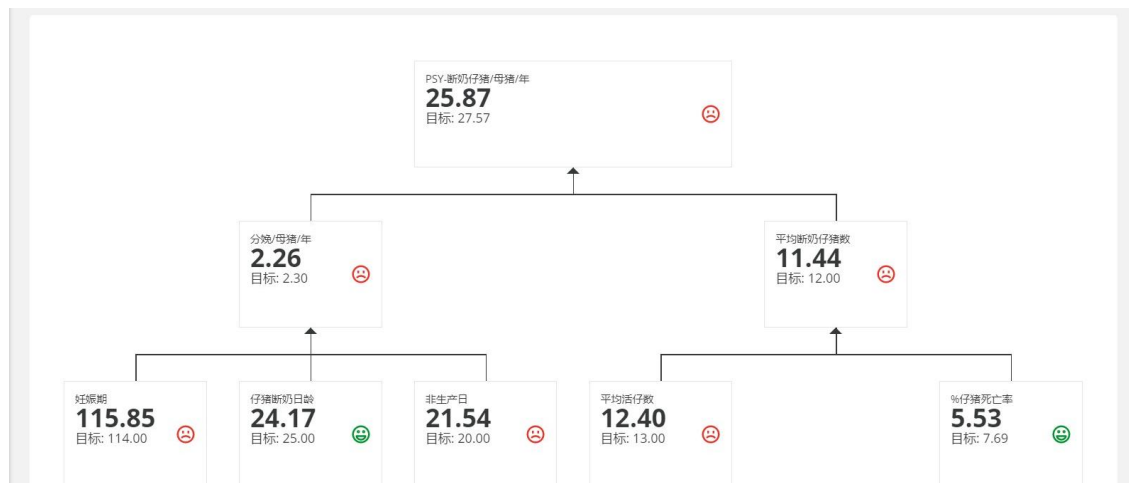 PSY-断奶仔猪/母猪/年
25.87
目标: 27.57
分娩/母猪/年
2.26
目标: 2.30
平均断奶仔猪数
11.44
目标: 12.00
妊娠期
115.85
目标: 114.00
仔猪断奶日龄
24.17
目标: 25.00
非生产日
21.54
目标: 20.00
平均活仔数
12.40
目标: 13.00
%仔猪死亡率
5.53
目标: 7.69